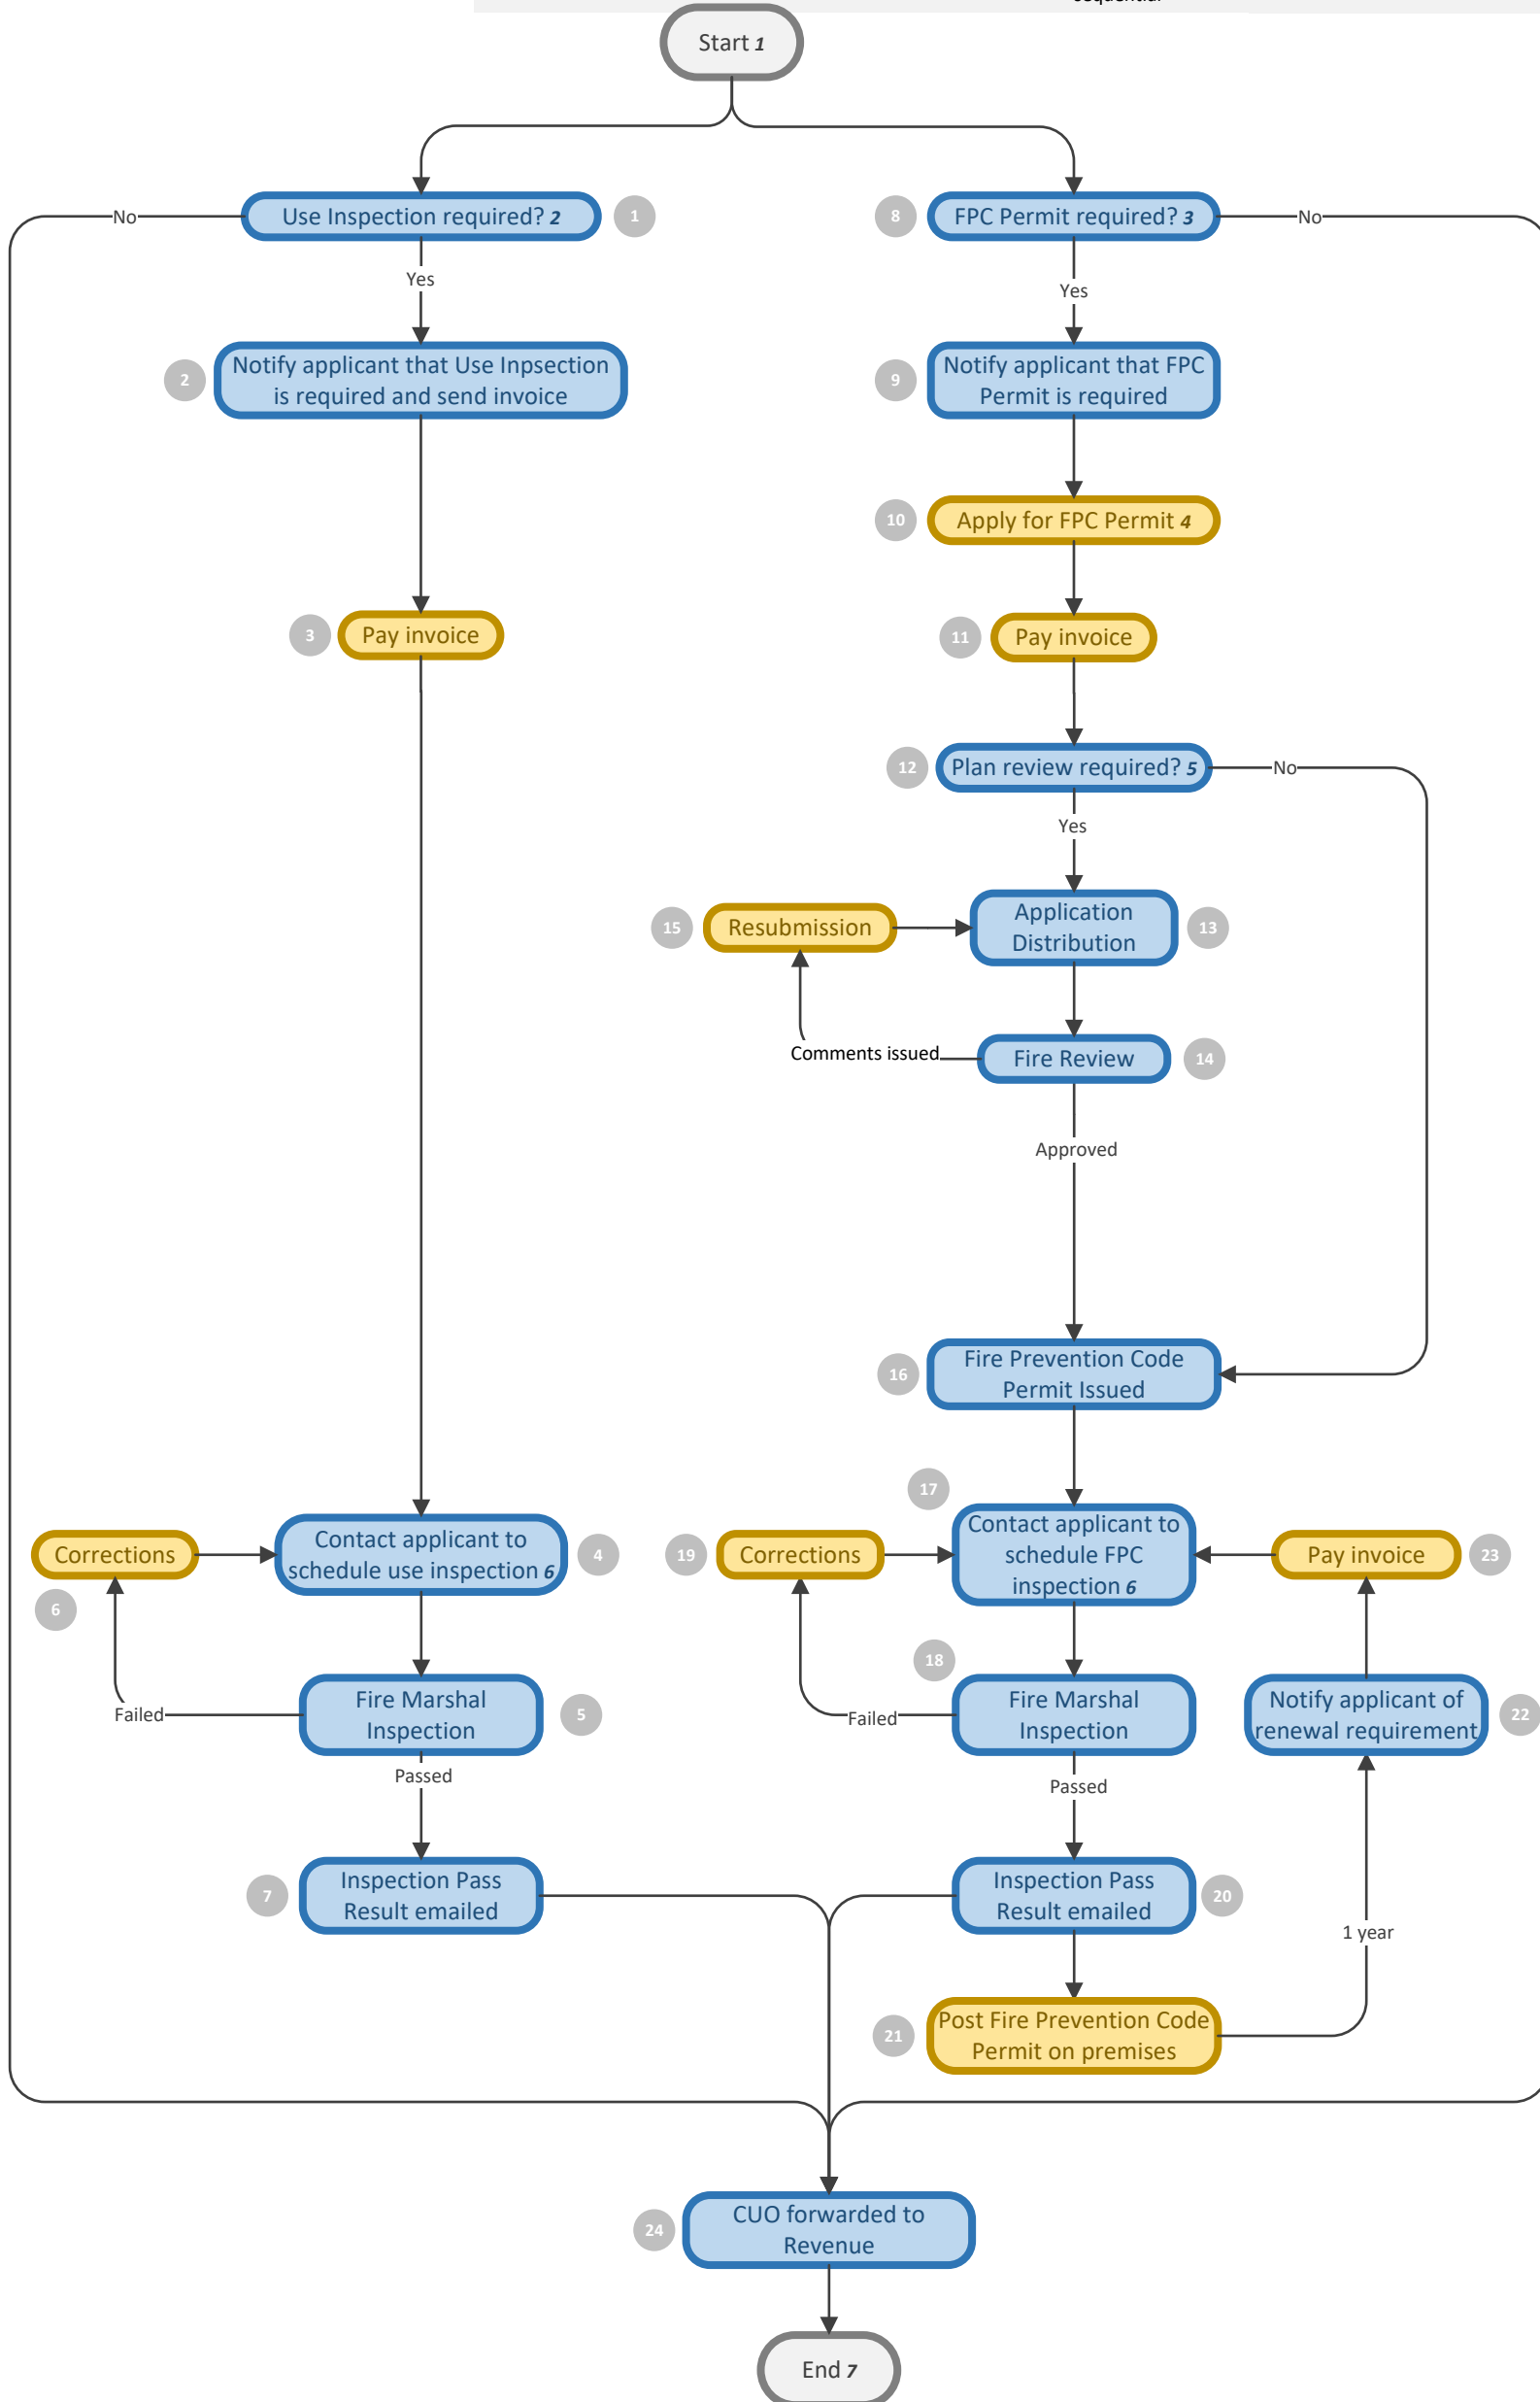 sequential
Start 1
No
Use Inspection required? 2
1
8
FPC Permit required? 3
No
Yes
Yes
2
Notify applicant that Use Inpsection
is required and send invoice
9
Notify applicant that FPC
Permit is required
10
Apply for FPC Permit 4
3
Pay invoice
11
Pay invoice
12
Plan review required? 5
No
Yes
15
Resubmission
Application
Distribution
13
Comments issued
Fire Review
14
Approved
16
Fire Prevention Code
Permit Issued
17
Corrections
6
Contact applicant to
schedule use inspection 6
4
19
Corrections
Contact applicant to
schedule FPC
inspection 6
Pay invoice
23
18
Failed
Fire Marshal
Inspection
5
Failed
Fire Marshal
Inspection
Notify applicant of
renewal requirement
22
Passed
Passed
7
Inspection Pass
Result emailed
Inspection Pass
Result emailed
20
1 year
21
Post Fire Prevention Code
Permit on premises
24
CUO forwarded to
Revenue
End 7